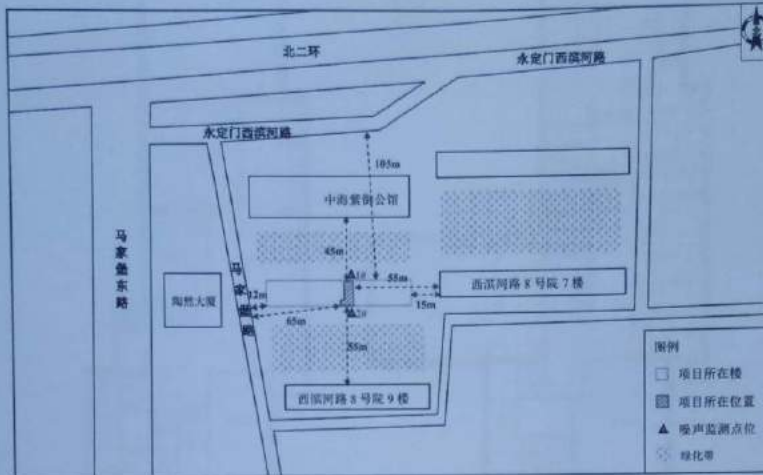 北二环
永定门西滨河路
永定门西滨河路
105m
中海紫御公馆
马家堡东路
45m
1#
55m
西滨河路 8 号院 7 楼
陶然大厦
12m
15m
65m
2#
55m
西滨河路 8 号院 9 楼
图例
项目所在楼
项目所在位置
噪声监测点位
绿化带